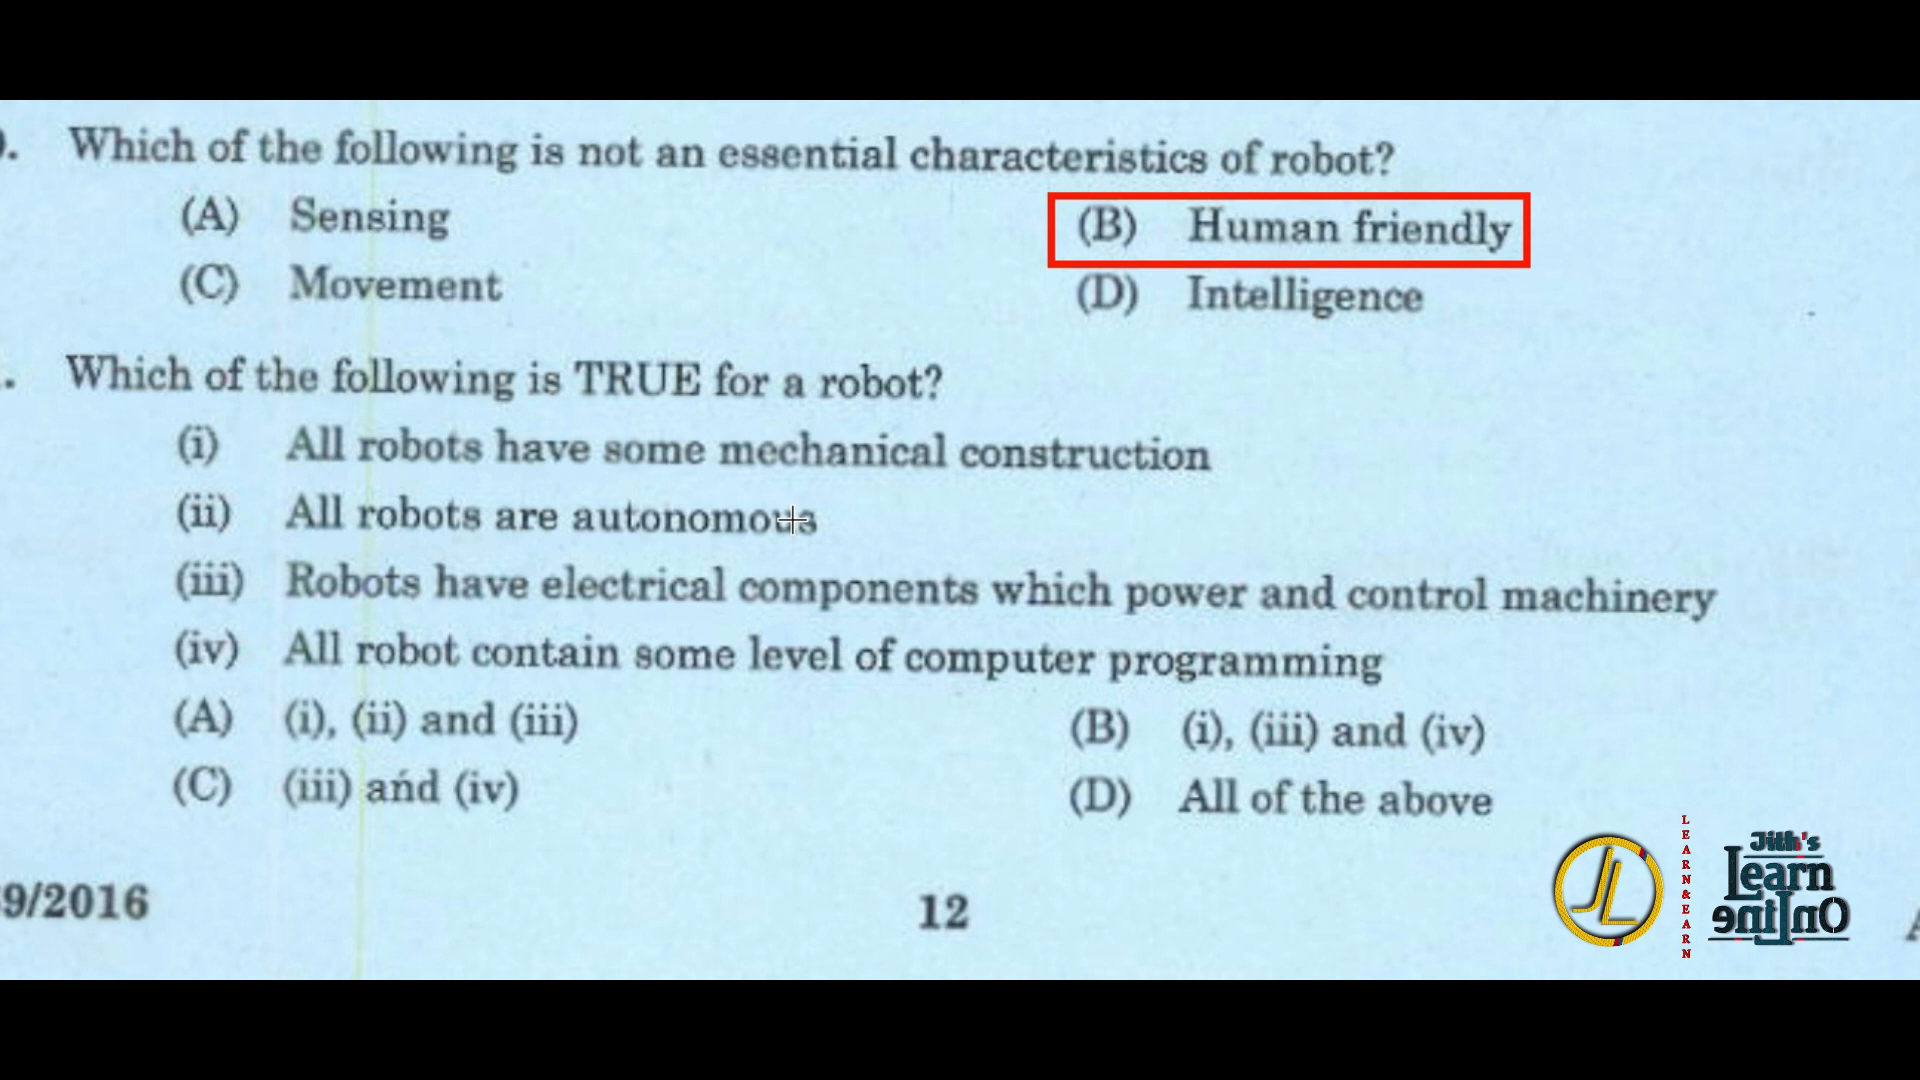 . Which of the following is not an essential characteristics of robot?
(A) Sensing (B) Human friendly
(C) Movement (D) Intelligence
. Which of the following is TRUE for a robot?
(i) All robots have some mechanical construction
(ii) All robots are autonomous
(iii) Robots have electrical components which power and control machinery
(iv) All robot contain some level of computer programming
(A) (i), (ii) and (iii) (B) (i), (iii) and (iv)
(C) (iii) and (iv) (D) All of the above
9/2016 12
JL
LEARN&EARN
Jith's
Learn
OnLine